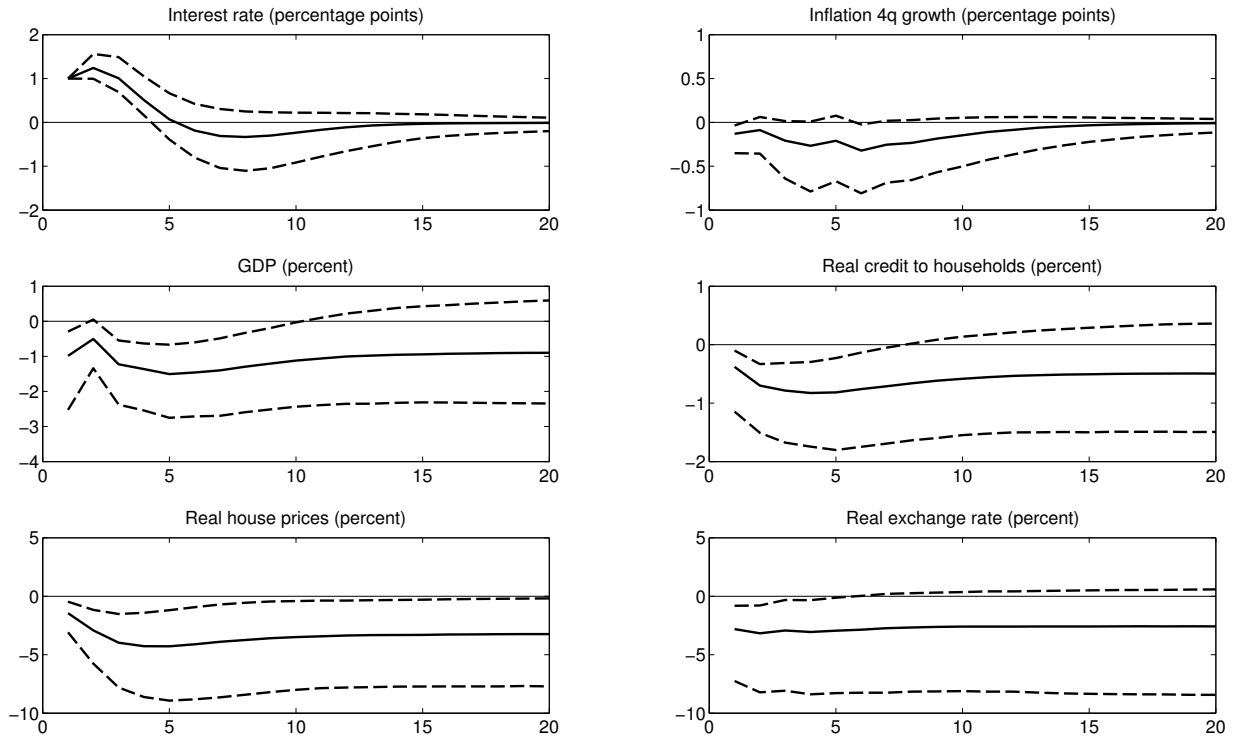 Interest rate (percentage points)
2
1
0
−1
−2
0 5 10 15 20
Inflation 4q growth (percentage points)
1
0.5
0
−0.5
−1
0 5 10 15 20
GDP (percent)
1
0
−1
−2
−3
−4
0 5 10 15 20
Real credit to households (percent)
1
0
−1
−2
0 5 10 15 20
Real house prices (percent)
5
0
−5
−10
0 5 10 15 20
Real exchange rate (percent)
5
0
−5
−10
0 5 10 15 20